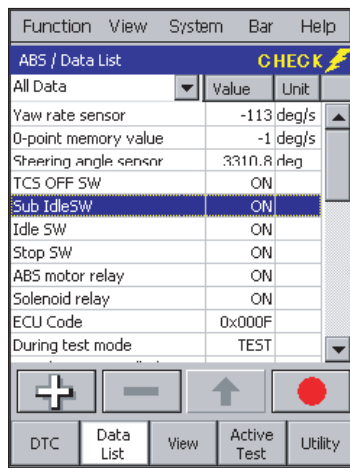 Function View System Bar Help
ABS / Data List CHECK
All Data Value Unit
Yaw rate sensor -113 deg/s
0-point memory value -1 deg/s
Steering angle sensor 3310.8 deg
TCS OFF SW ON
Sub IdleSW ON
Idle SW ON
Stop SW ON
ABS motor relay ON
Solenoid relay ON
ECU Code 0x000F
During test mode TEST
DTC Data List View Active Test Utility